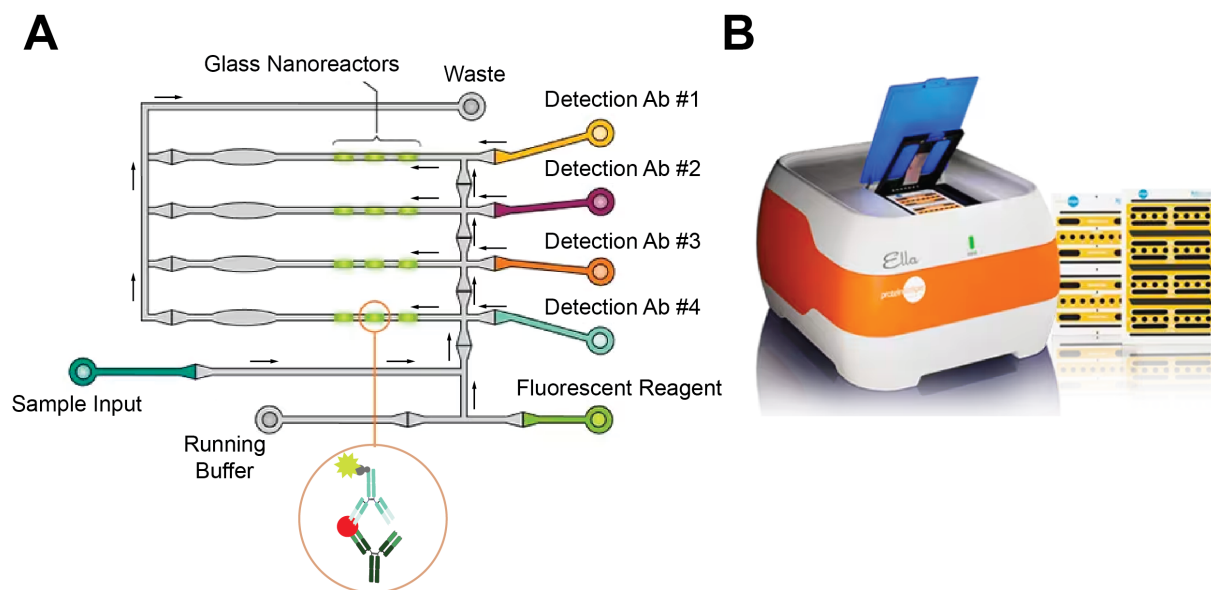 A
B
Glass Nanoreactors
Waste
Detection Ab #1
Detection Ab #2
Detection Ab #3
Detection Ab #4
Sample Input
Fluorescent Reagent
Running
Buffer
Ella
proteinsimple